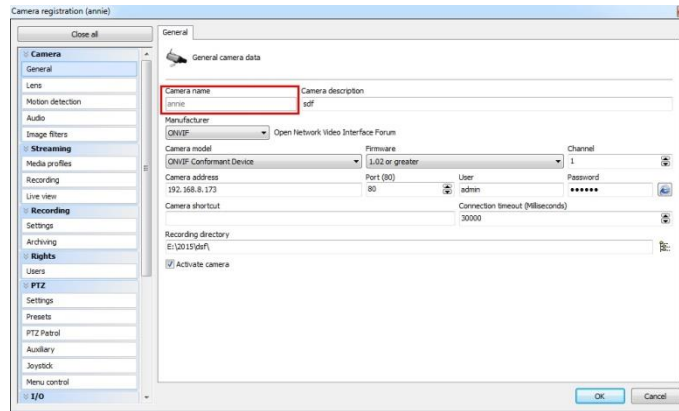 Camera registration (annie)
Close all
Camera
General
Lens
Motion detection
Audio
Image filters
Streaming
Media profiles
Recording
Live view
Recording
Settings
Archiving
Rights
Users
PTZ
Settings
Presets
PTZ Patrol
Auxiliary
Joystick
Menu control
I/O
General
General camera data
Camera name Camera description
annie sdf
Manufacturer
ONVIF Open Network Video Interface Forum
Camera model Firmware Channel
ONVIF Conformant Device 1.02 or greater 1
Camera address Port (80) User Password
192.168.8.173 80 admin ••••••
Camera shortcut Connection timeout (Miliseconds)
30000
Recording directory
E:\2015\dsf\
Activate camera
OK Cancel